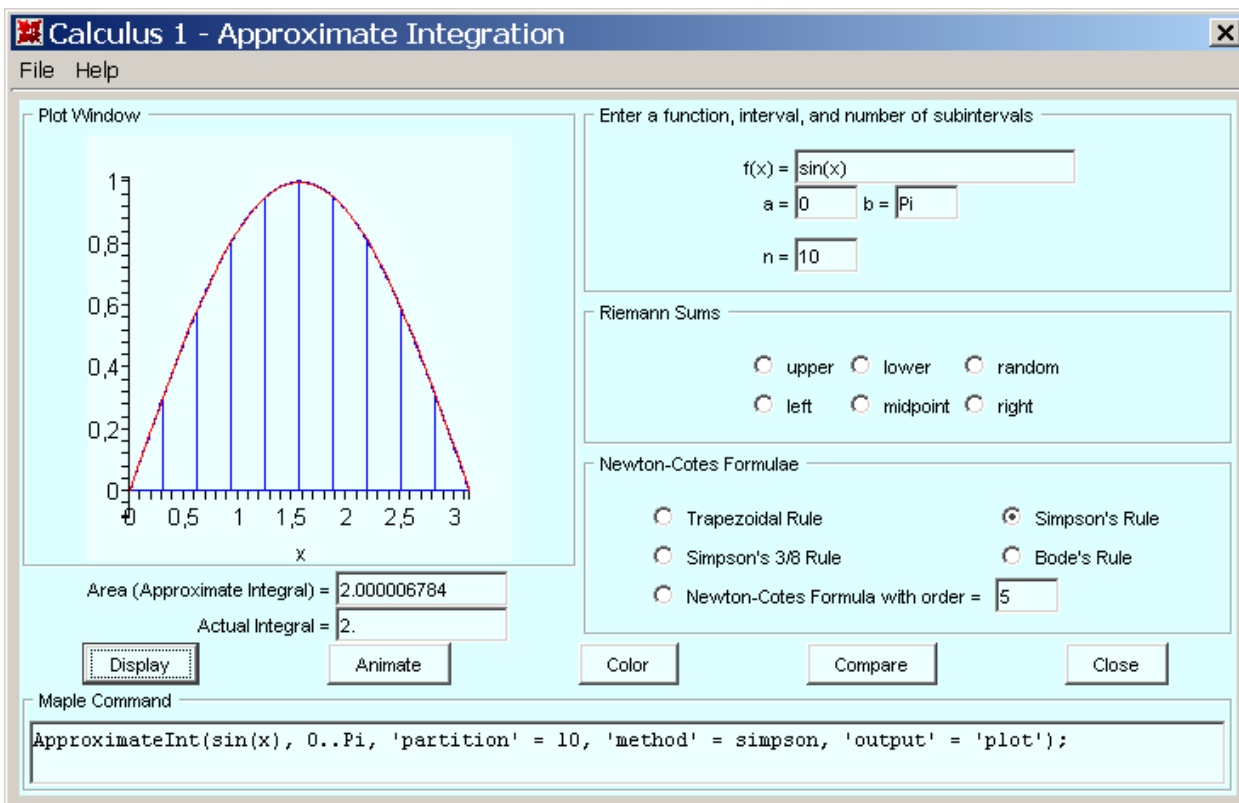 Calculus 1 - Approximate Integration
File Help
Plot Window
1
0,8
0,6
0,4
0,2
0
0 0,5 1 1,5 2 2,5 3
x
Area (Approximate Integral) = 2.000006784
Actual Integral = 2.
Enter a function, interval, and number of subintervals
f(x) = sin(x)
a = 0 b = Pi
n = 10
Riemann Sums
upper lower random
left midpoint right
Newton-Cotes Formulae
Trapezoidal Rule Simpson's Rule
Simpson's 3/8 Rule Bode's Rule
Newton-Cotes Formula with order = 5
Display Animate Color Compare Close
Maple Command
ApproximateInt(sin(x), 0..Pi, 'partition' = 10, 'method' = simpson, 'output' = 'plot');